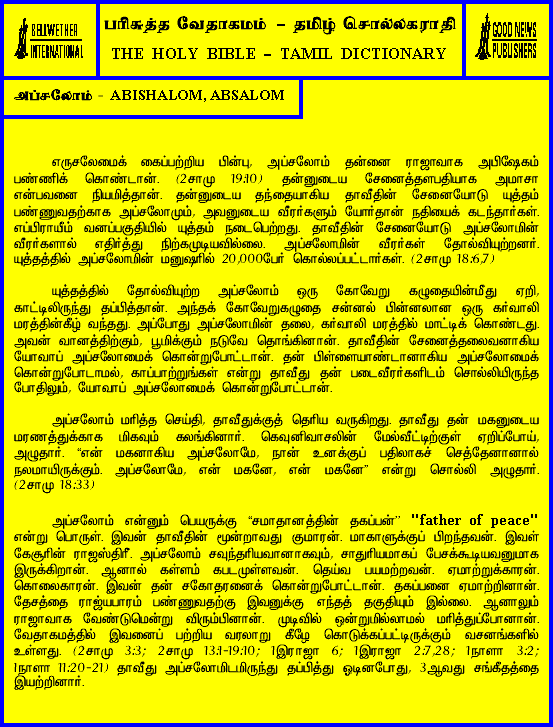 BELLWETHER
INTERNATIONAL
பரிசுத்த வேதாகமம் – தமிழ் சொல்லகராதி
THE HOLY BIBLE – TAMIL DICTIONARY
GOOD NEWS
PUBLISHERS
அப்சலோம் - ABISHALOM, ABSALOM
எருசலேமைக் கைப்பற்றிய பின்பு, அப்சலோம் தன்னை ராஜாவாக அபிஷேகம்
பண்ணிக் கொண்டான். (2சாமு 19:10) தன்னுடைய சேனைத்தளபதியாக அமாசா
என்பவனை நியமித்தான். தன்னுடைய தந்தையாகிய தாவீதின் சேனையோடு யுத்தம்
பண்ணுவதற்காக அப்சலோமும், அவனுடைய வீரர்களும் யோர்தான் நதியைக் கடந்தார்கள்.
எப்பிராயீம் வனப்பகுதியில் யுத்தம் நடைபெற்றது. தாவீதின் சேனையோடு அப்சலோமின்
வீரர்களால் எதிர்த்து நிற்கமுடியவில்லை. அப்சலோமின் வீரர்கள் தோல்வியுற்றனர்.
யுத்தத்தில் அப்சலோமின் மனுஷரில் 20,000பேர் கொல்லப்பட்டார்கள். (2சாமு 18:6,7)
யுத்தத்தில் தோல்வியுற்ற அப்சலோம் ஒரு கோவேறு கழுதையின்மீது ஏறி,
காட்டிலிருந்து தப்பித்தான். அந்தக் கோவேறுகழுதை சன்னல் பின்னலான ஒரு கர்வாலி
மரத்தின்கீழ் வந்தது. அப்போது அப்சலோமின் தலை, கர்வாலி மரத்தில் மாட்டிக் கொண்டது.
அவன் வானத்திற்கும், பூமிக்கும் நடுவே தொங்கினான். தாவீதின் சேனைத்தலைவனாகிய
யோவாப் அப்சலோமைக் கொன்றுபோட்டான். தன் பிள்ளையாண்டானாகிய அப்சலோமைக்
கொன்றுபோடாமல், காப்பாற்றுங்கள் என்று தாவீது தன் படைவீரர்களிடம் சொல்லியிருந்த
போதிலும், யோவாப் அப்சலோமைக் கொன்றுபோட்டான்.
அப்சலோம் மரித்த செய்தி, தாவீதுக்குத் தெரிய வருகிறது. தாவீது தன் மகனுடைய
மரணத்துக்காக மிகவும் கலங்கினார். கெவுனிவாசலின் மேல்வீட்டிற்குள் ஏறிப்போய்,
அழுதார். “என் மகனாகிய அப்சலோமே, நான் உனக்குப் பதிலாகச் செத்தேனானால்
நலமாயிருக்கும். அப்சலோமே, என் மகனே, என் மகனே” என்று சொல்லி அழுதார்.
(2சாமு 18:33)
அப்சலோம் என்னும் பெயருக்கு “சமாதானத்தின் தகப்பன்” "father of peace"
என்று பொருள். இவன் தாவீதின் மூன்றாவது குமாரன். மாகாளுக்குப் பிறந்தவன். இவள்
கேசூரின் ராஜஸ்திரீ. அப்சலோம் சவுந்தரியவானாகவும், சாதுரியமாகப் பேசக்கூடியவனுமாக
இருக்கிறான். ஆனால் கள்ளம் கபடமுள்ளவன். தெய்வ பயமற்றவன். ஏமாற்றுக்காரன்.
கொலைகாரன். இவன் தன் சகோதரனைக் கொன்றுபோட்டான். தகப்பனை ஏமாற்றினான்.
தேசத்தை ராஜ்யபாரம் பண்ணுவதற்கு இவனுக்கு எந்தத் தகுதியும் இல்லை. ஆனாலும்
ராஜாவாக வேண்டுமென்று விரும்பினான். முடிவில் ஒன்றுமில்லாமல் மரித்துப்போனான்.
வேதாகமத்தில் இவனைப் பற்றிய வரலாறு கீழே கொடுக்கப்பட்டிருக்கும் வசனங்களில்
உள்ளது. (2சாமு 3:3; 2சாமு 13:1-19:10; 1இராஜா 6; 1இராஜா 2:7,28; 1நாளா 3:2;
1நாளா 11:20-21) தாவீது அப்சலோமிடமிருந்து தப்பித்து ஓடினபோது, 3ஆவது சங்கீதத்தை
இயற்றினார்.